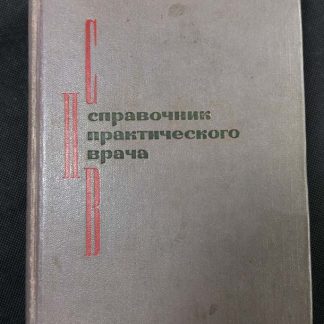 С
П
В
справочник
практического
врача